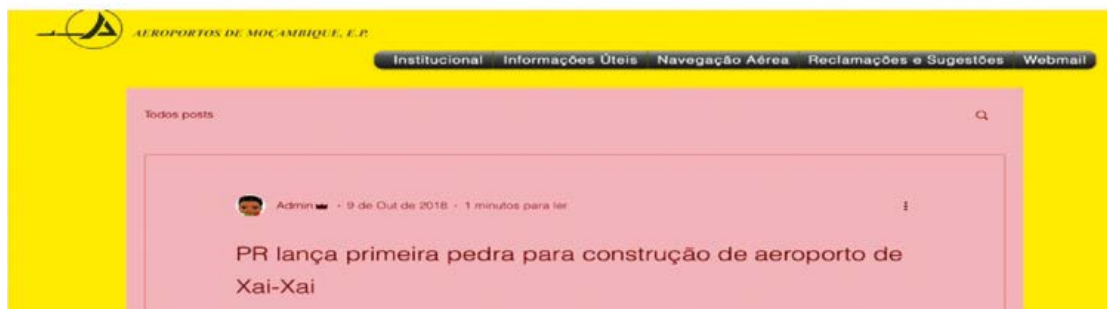 AEROPORTOS DE MOÇAMBIQUE, E.P.
Institucional Informações Úteis Navegação Aérea Reclamações e Sugestões Webmail
Todos posts
Admin · 9 de Out de 2018 · 1 minutos para ler
PR lança primeira pedra para construção de aeroporto de
Xai-Xai